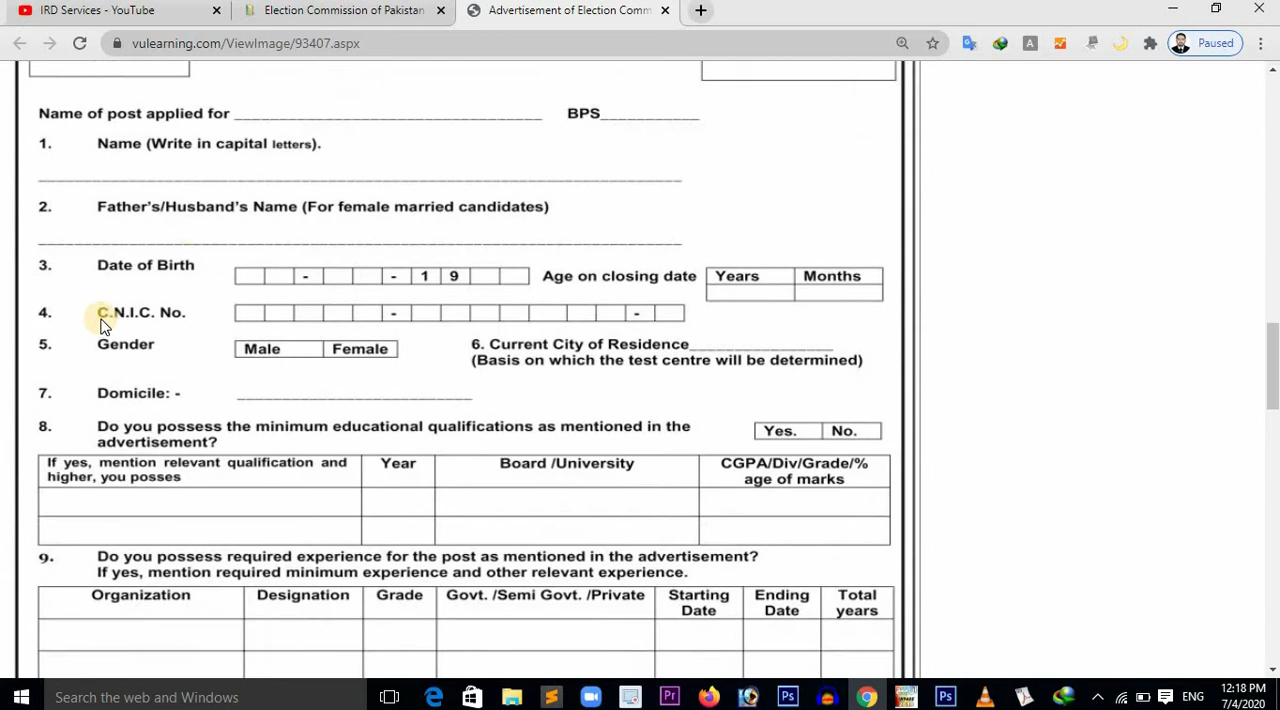 IRD Services - YouTube
Election Commission of Pakistan
Advertisement of Election Comm
vulearning.com/ViewImage/93407.aspx
A
Paused
Name of post applied for ______________________________ BPS__________
1. Name (Write in capital letters).
2. Father's/Husband's Name (For female married candidates)
3. Date of Birth - - 1 9 Age on closing date Years Months
4. C.N.I.C. No. - -
5. Gender Male Female 6. Current City of Residence______________
(Basis on which the test centre will be determined)
7. Domicile: - _______________________
8. Do you possess the minimum educational qualifications as mentioned in the
advertisement?
Yes. No.
If yes, mention relevant qualification and
higher, you posses
Year
Board /University
CGPA/Div/Grade/%
age of marks
9. Do you possess required experience for the post as mentioned in the advertisement?
If yes, mention required minimum experience and other relevant experience.
Organization
Designation
Grade
Govt. /Semi Govt. /Private
Starting
Date
Ending
Date
Total
years
Search the web and Windows
Pr
Ps
Ps
ENG
12:18 PM
7/4/2020